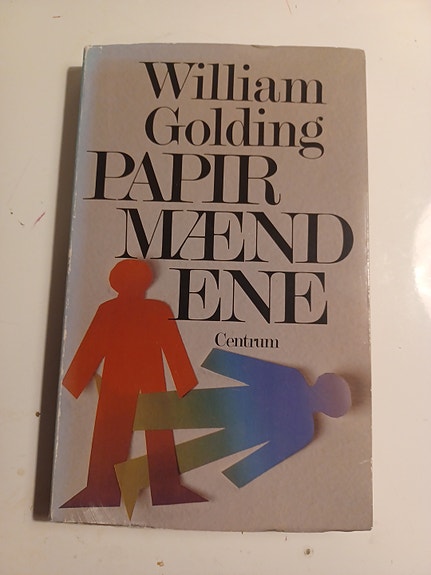 William
Golding
PAPIR
MÆND
ENE
Centrum